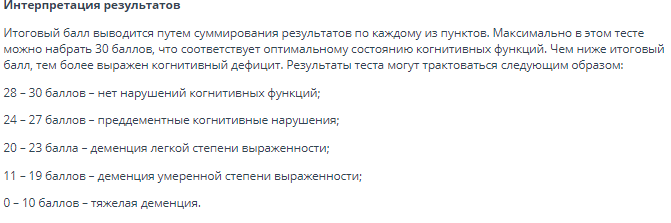 Интерпретация результатов
Итоговый балл выводится путем суммирования результатов по каждому из пунктов. Максимально в этом тесте
можно набрать 30 баллов, что соответствует оптимальному состоянию когнитивных функций. Чем ниже итоговый
балл, тем более выражен когнитивный дефицит. Результаты теста могут трактоваться следующим образом:
28 – 30 баллов – нет нарушений когнитивных функций;
24 – 27 баллов – преддементные когнитивные нарушения;
20 – 23 балла – деменция легкой степени выраженности;
11 – 19 баллов – деменция умеренной степени выраженности;
0 – 10 баллов – тяжелая деменция.